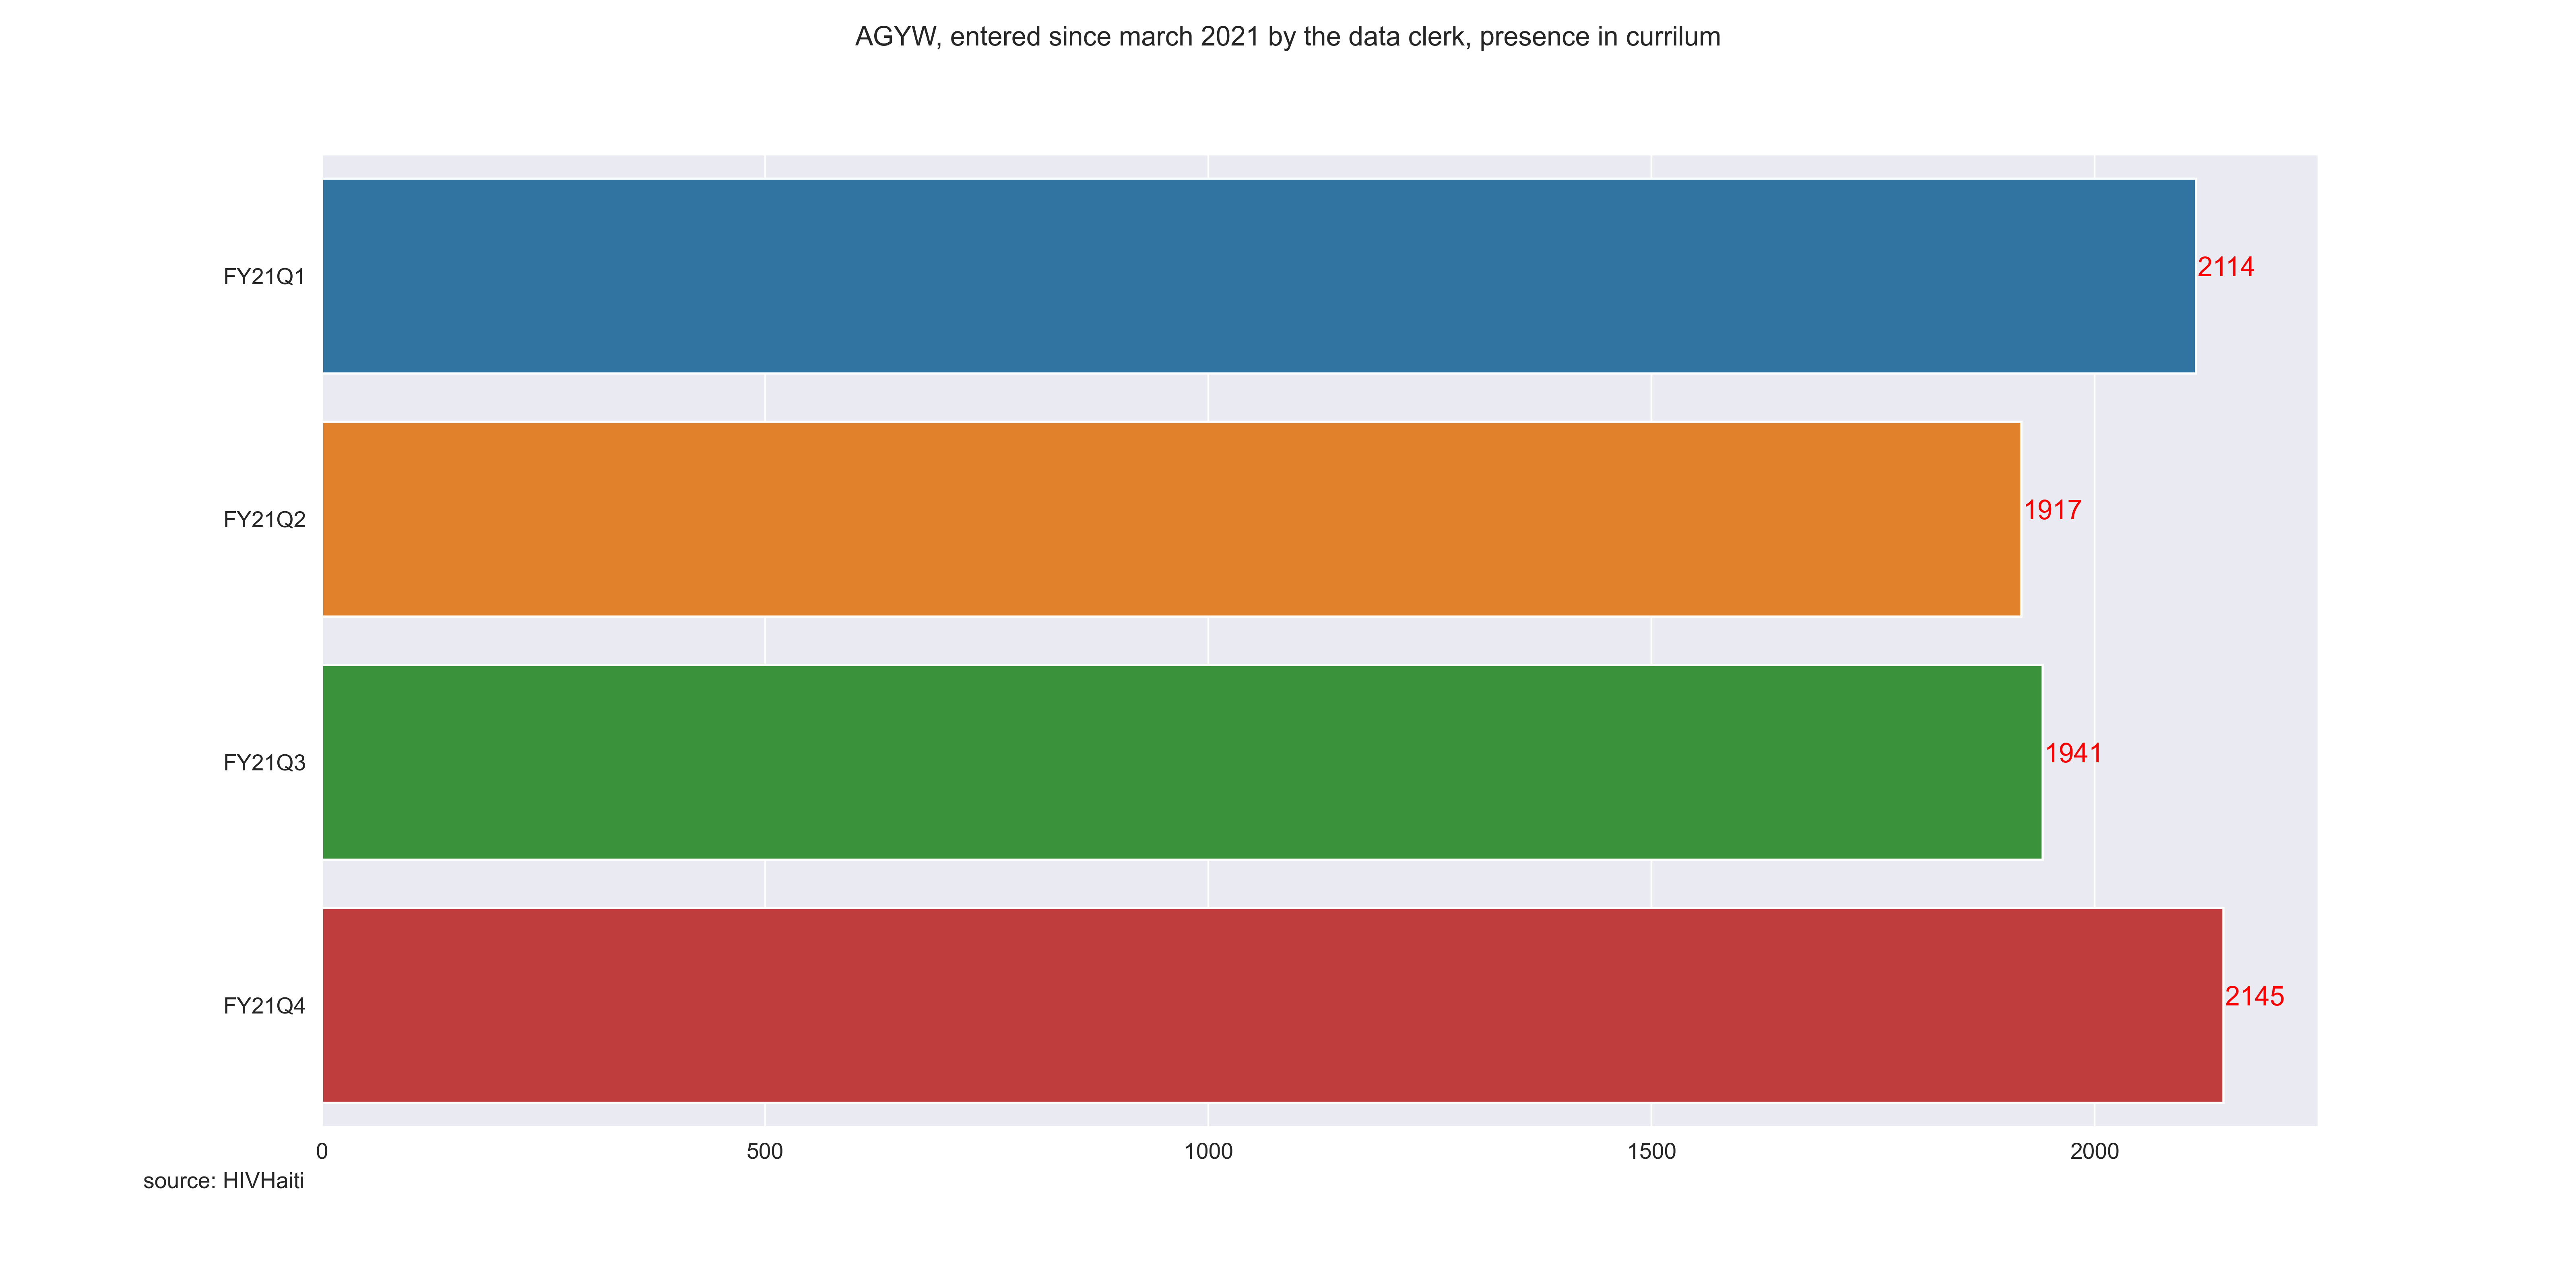 AGYW, entered since march 2021 by the data clerk, presence in currilum
FY21Q1
2114
FY21Q2
1917
FY21Q3
1941
FY21Q4
2145
0 500 1000 1500 2000
source: HIVHaiti